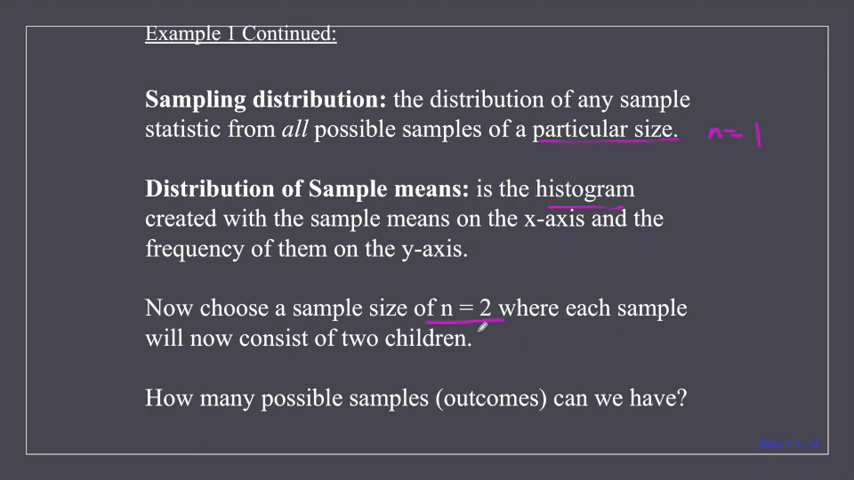 Example 1 Continued:
Sampling distribution: the distribution of any sample
statistic from all possible samples of a particular size. n = 1
Distribution of Sample means: is the histogram
created with the sample means on the x-axis and the
frequency of them on the y-axis.
Now choose a sample size of n = 2 where each sample
will now consist of two children.
How many possible samples (outcomes) can we have?